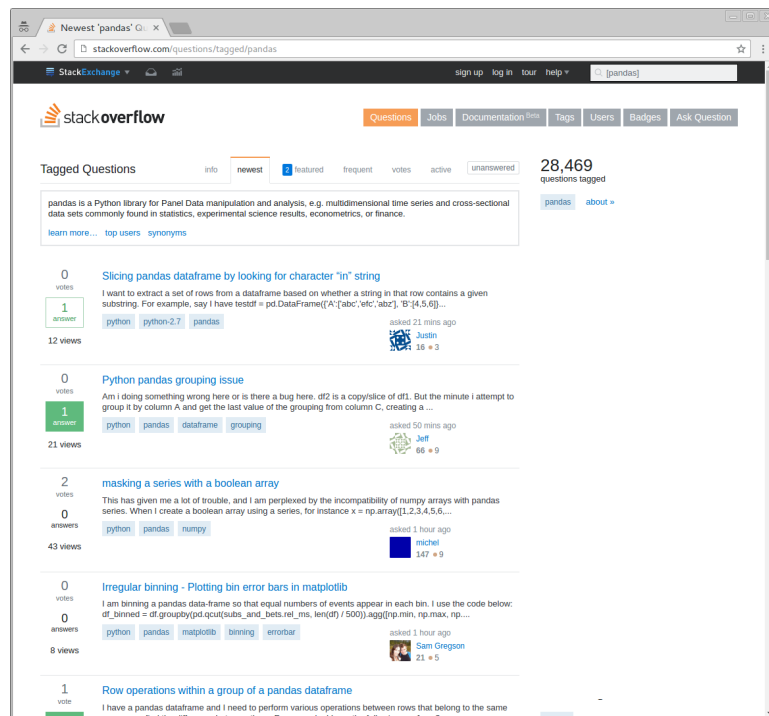 Newest 'pandas' Qu
stackoverflow.com/questions/tagged/pandas
StackExchange
sign up log in tour help
[pandas]
stackoverflow
Questions Jobs Documentation Beta Tags Users Badges Ask Question
Tagged Questions info newest 2 featured frequent votes active unanswered
28,469
questions tagged
pandas about »
pandas is a Python library for Panel Data manipulation and analysis, e.g. multidimensional time series and cross-sectional
data sets commonly found in statistics, experimental science results, econometrics, or finance.
learn more… top users synonyms
0
votes
1
answer
12 views
Slicing pandas dataframe by looking for character “in” string
I want to extract a set of rows from a dataframe based on whether a string in that row contains a given
substring. For example, say I have testdf = pd.DataFrame({'A':['abc','efc','abz'], 'B':[4,5,6]}...
python python-2.7 pandas
asked 21 mins ago
Justin
16 3
0
votes
1
answer
21 views
Python pandas grouping issue
Am i doing something wrong here or is there a bug here. df2 is a copy/slice of df1. But the minute i attempt to
group it by column A and get the last value of the grouping from column C, creating a ...
python pandas dataframe grouping
asked 50 mins ago
Jeff
66 9
2
votes
0
answers
43 views
masking a series with a boolean array
This has given me a lot of trouble, and I am perplexed by the incompatibility of numpy arrays with pandas
series. When I create a boolean array using a series, for instance x = np.array([1,2,3,4,5,6,...
python pandas numpy
asked 1 hour ago
michel
147 9
0
votes
0
answers
8 views
Irregular binning - Plotting bin error bars in matplotlib
I am binning a pandas data-frame so that equal numbers of events appear in each bin. I use the code below:
df_binned = df.groupby(pd.qcut(subs_and_bets.rel_ms, len(df) / 500)).agg([np.min, np.max, np....
python pandas matplotlib binning errorbar
asked 1 hour ago
Sam Gregson
21 5
1
vote
Row operations within a group of a pandas dataframe
I have a pandas dataframe and I need to perform various operations between rows that belong to the same